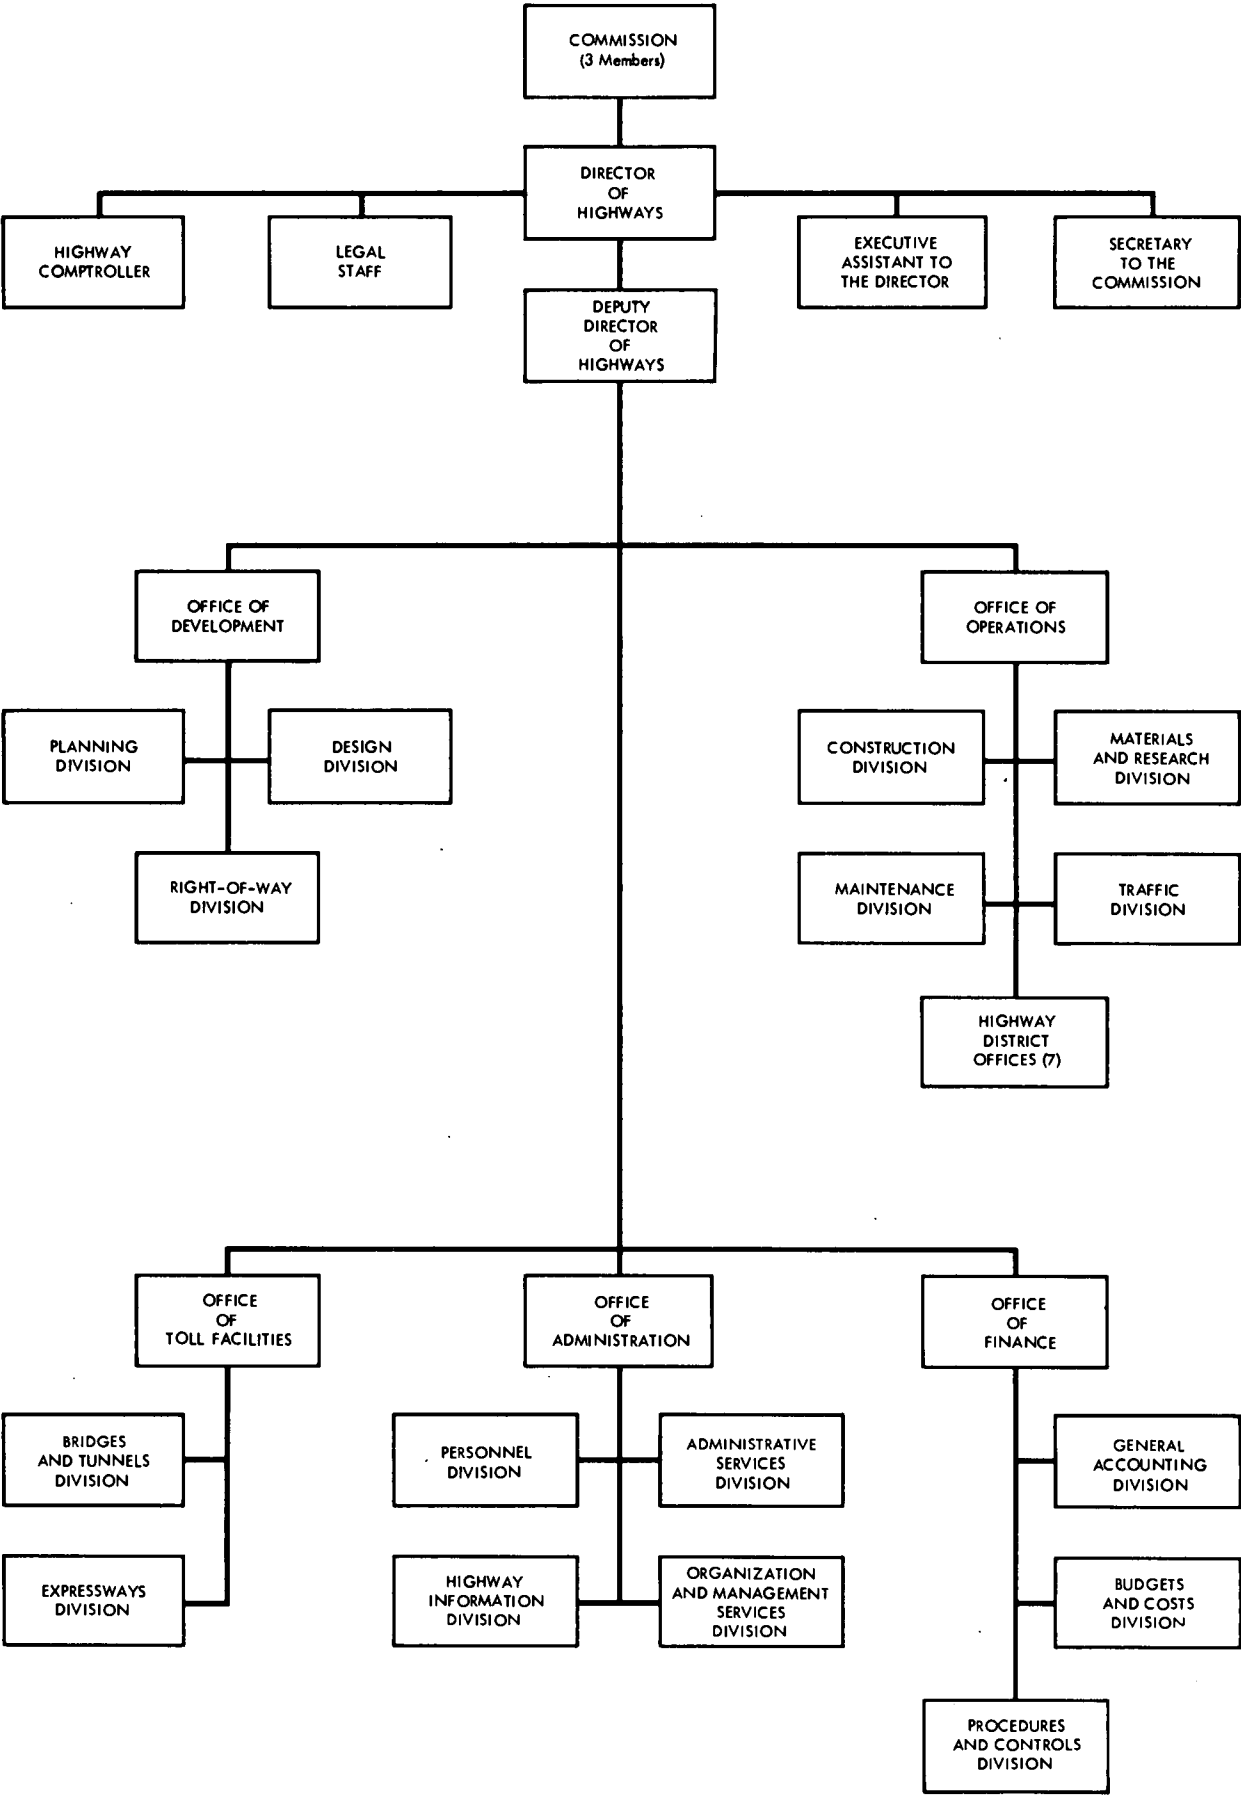 COMMISSION
(3 Members)
DIRECTOR
OF
HIGHWAYS
HIGHWAY
COMPTROLLER
LEGAL
STAFF
EXECUTIVE
ASSISTANT TO
THE DIRECTOR
SECRETARY
TO THE
COMMISSION
DEPUTY
DIRECTOR
OF
HIGHWAYS
OFFICE OF
DEVELOPMENT
OFFICE OF
OPERATIONS
PLANNING
DIVISION
DESIGN
DIVISION
CONSTRUCTION
DIVISION
MATERIALS
AND RESEARCH
DIVISION
RIGHT-OF-WAY
DIVISION
MAINTENANCE
DIVISION
TRAFFIC
DIVISION
HIGHWAY
DISTRICT
OFFICES (7)
OFFICE
OF
TOLL FACILITIES
OFFICE
OF
ADMINISTRATION
OFFICE
OF
FINANCE
BRIDGES
AND TUNNELS
DIVISION
PERSONNEL
DIVISION
ADMINISTRATIVE
SERVICES
DIVISION
GENERAL
ACCOUNTING
DIVISION
EXPRESSWAYS
DIVISION
HIGHWAY
INFORMATION
DIVISION
ORGANIZATION
AND MANAGEMENT
SERVICES
DIVISION
BUDGETS
AND COSTS
DIVISION
PROCEDURES
AND CONTROLS
DIVISION